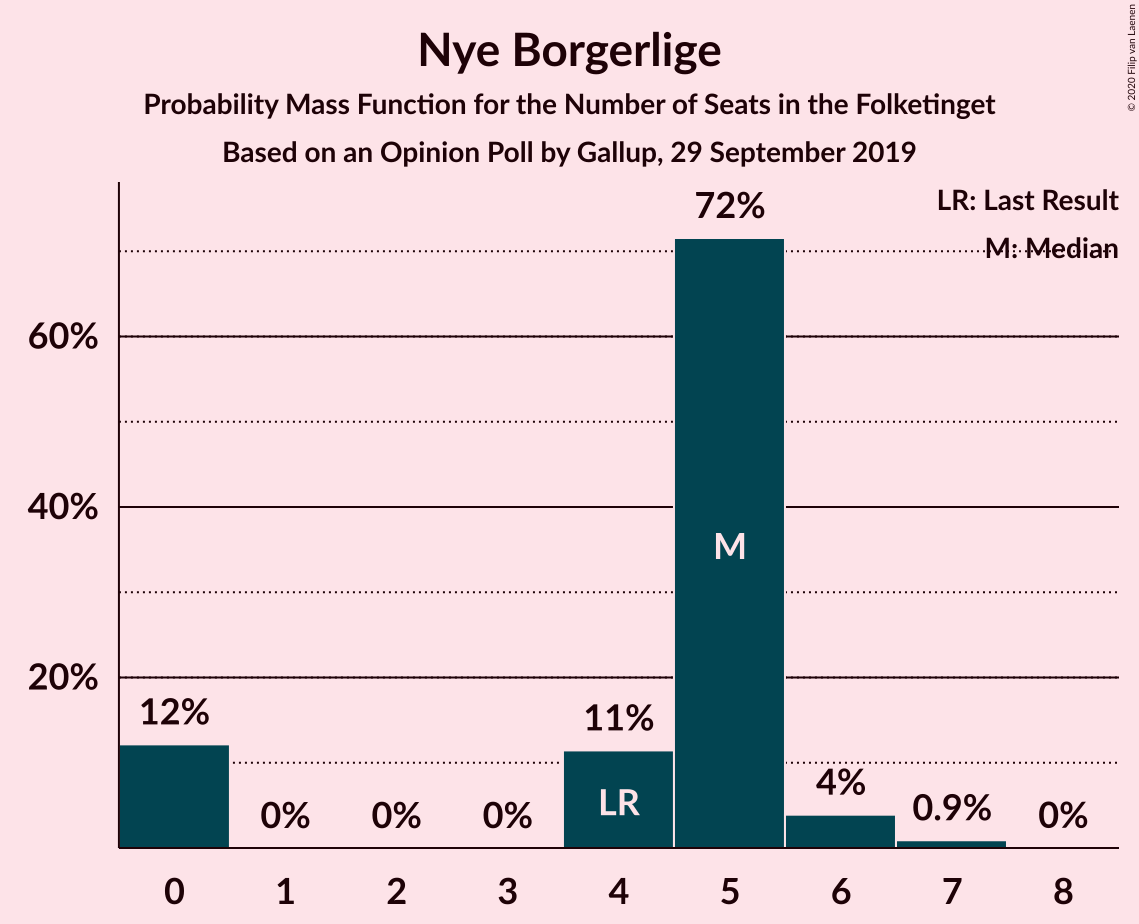 Nye Borgerlige
Probability Mass Function for the Number of Seats in the Folketinget
Based on an Opinion Poll by Gallup, 29 September 2019
© 2020 Filip van Laenen
LR: Last Result
M: Median
60%
40%
20%
12%
0%
0%
0%
11%
72%
4%
0.9%
0%
LR
M
0 1 2 3 4 5 6 7 8